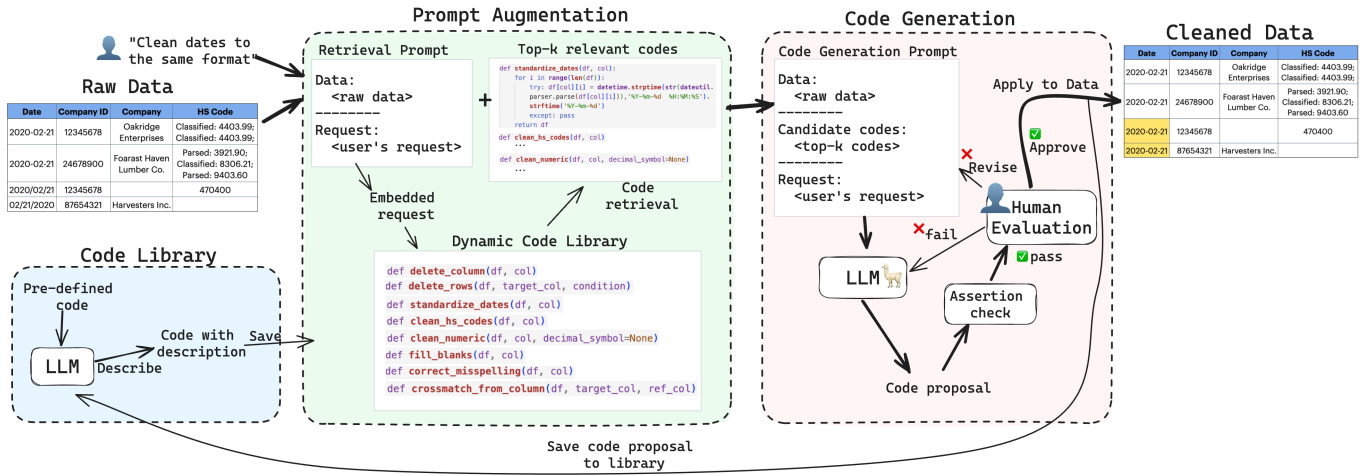 Prompt Augmentation
Code Generation
Cleaned Data
"Clean dates to
the same format"
Raw Data
Date Company ID Company HS Code
2020-02-21 12345678 Oakridge Enterprises Classified: 4403.99; Classified: 4403.99;
2020-02-21 24678900 Foarast Haven Lumber Co. Parsed: 3921.90; Classified: 8306.21; Parsed: 9403.60
2020/02/21 12345678 470400
02/21/2020 87654321 Harvesters Inc.
Code Library
Pre-defined
code
LLM
Describe
Code with
description
Save
Retrieval Prompt
Data:
<raw data>
--------
Request:
<user's request>
+
Top-k relevant codes
def standardize_dates(df, col):
for i in range(len(df)):
try: df[col][i] = datetime.strptime(str(dateutil.
parser.parse(df[col][i])),'%Y-%m-%d %H:%M:%S').
strftime('%Y-%m-%d')
except: pass
return df
def clean_hs_codes(df, col)
...
def clean_numeric(df, col, decimal_symbol=None)
...
Embedded
request
Code
retrieval
Dynamic Code Library
def delete_column(df, col)
def delete_rows(df, target_col, condition)
def standardize_dates(df, col)
def clean_hs_codes(df, col)
def clean_numeric(df, col, decimal_symbol=None)
def fill_blanks(df, col)
def correct_misspelling(df, col)
def crossmatch_from_column(df, target_col, ref_col)
Code Generation Prompt
Data:
<raw data>
--------
Candidate codes:
<top-k codes>
--------
Request:
<user's request>
LLM
Code proposal
Assertion
check
pass
fail
Human
Evaluation
Revise
Approve
Apply to Data
Save code proposal
to library
Date Company ID Company HS Code
2020-02-21 12345678 Oakridge Enterprises Classified: 4403.99; Classified: 4403.99;
2020-02-21 24678900 Foarast Haven Lumber Co. Parsed: 3921.90; Classified: 8306.21; Parsed: 9403.60
2020-02-21 12345678 470400
2020-02-21 87654321 Harvesters Inc.